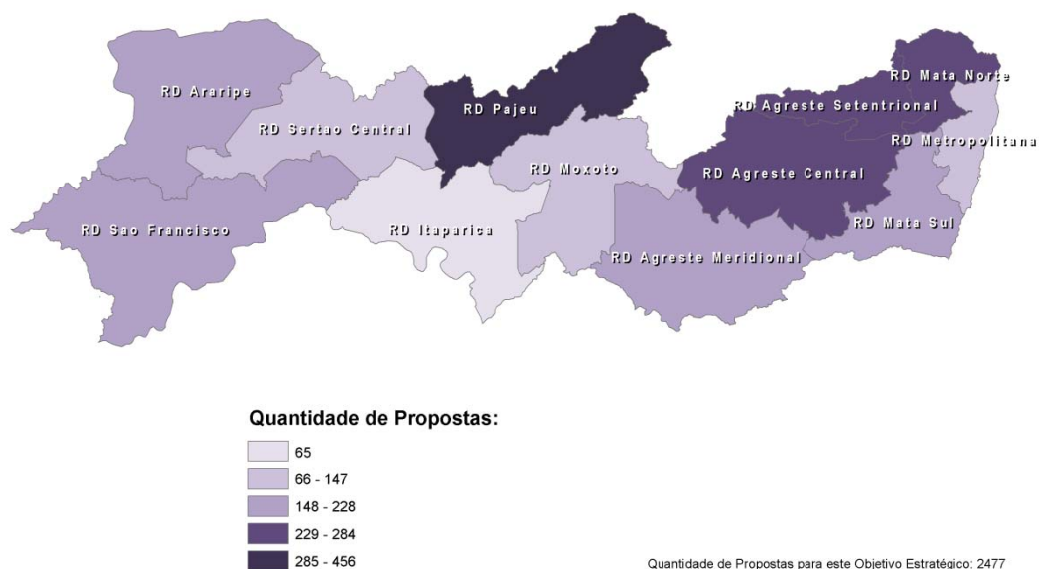 RD Mata Norte
RD Araripe
RD Pajeu
RD Agreste Setentrional
RD Sertao Central
RD Metropolitana
RD Moxoto
RD Agreste Central
RD Sao Francisco
RD Itaparica
RD Mata Sul
RD Agreste Meridional
Quantidade de Propostas:
65
66 - 147
148 - 228
229 - 284
285 - 456
Quantidade de Propostas para este Objetivo Estratégico: 2477